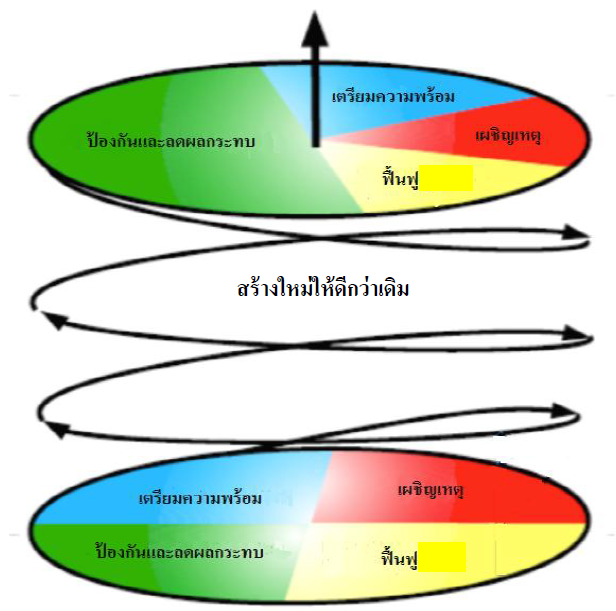 เตรียมความพร้อม
เผชิญเหตุ
ป้องกันและลดผลกระทบ
ฟื้นฟู
สร้างใหม่ให้ดีกว่าเดิม
เตรียมความพร้อม
เผชิญเหตุ
ป้องกันและลดผลกระทบ
ฟื้นฟู